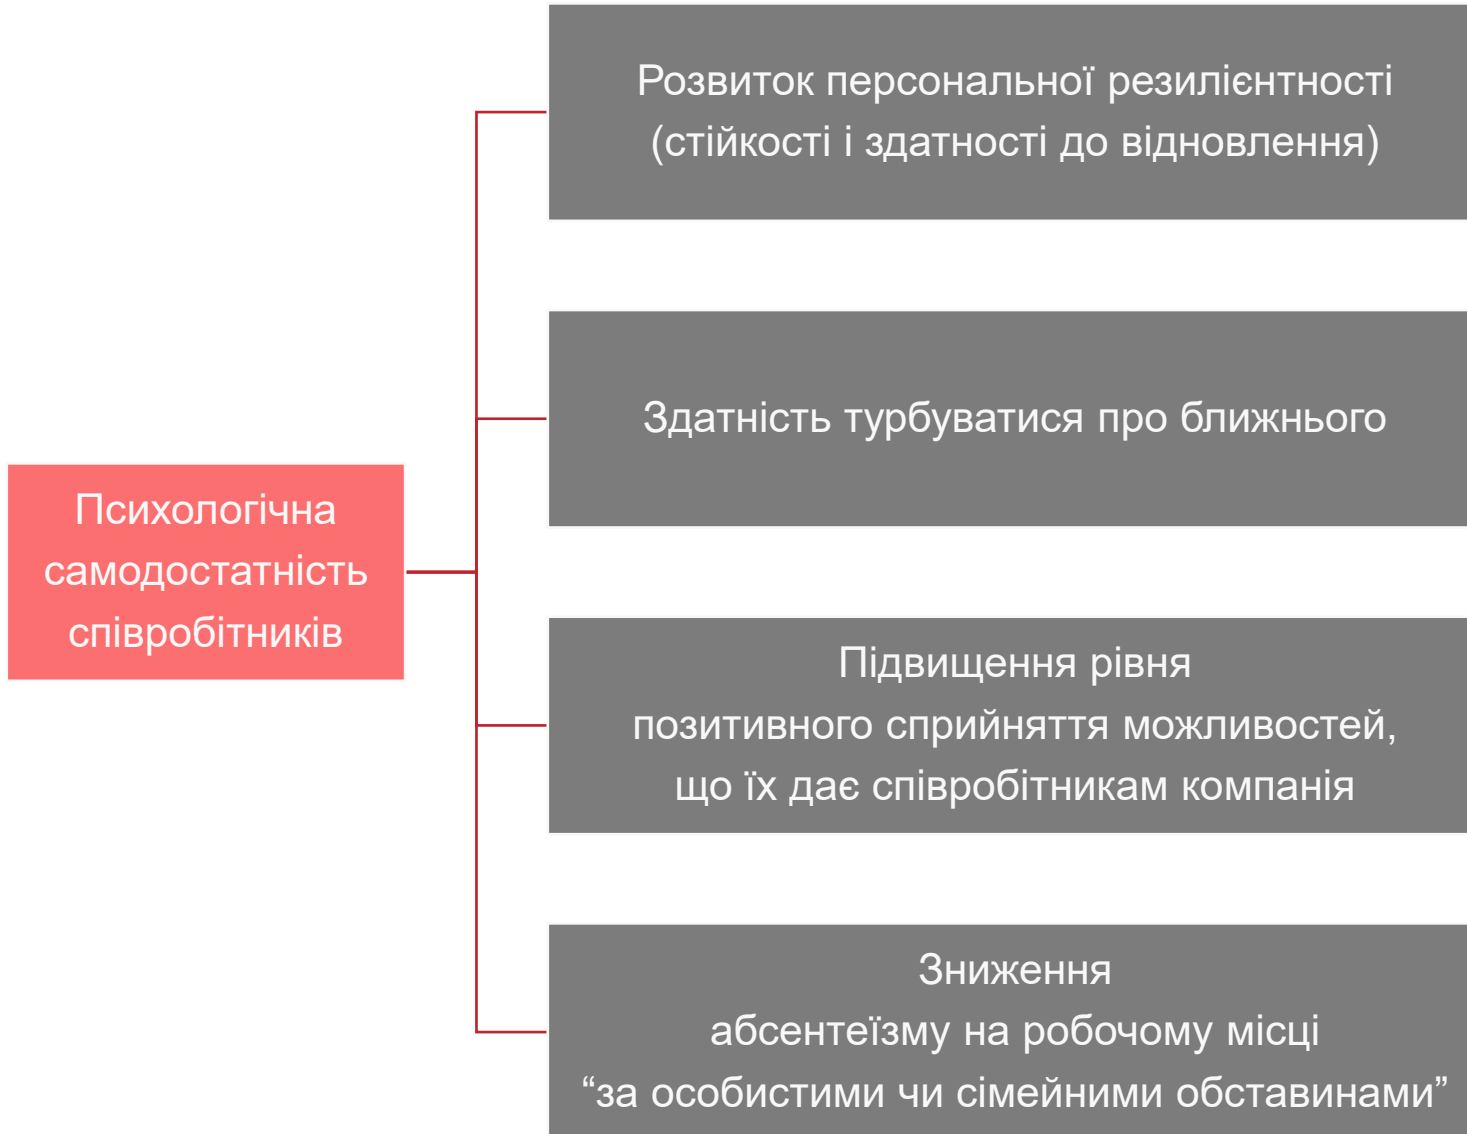 Розвиток персональної резилієнтності
(стійкості і здатності до відновлення)
Здатність турбуватися про ближнього
Психологічна
самодостатність
співробітників
Підвищення рівня
позитивного сприйняття можливостей,
що їх дає співробітникам компанія
Зниження
абсентеїзму на робочому місці
“за особистими чи сімейними обставинами”